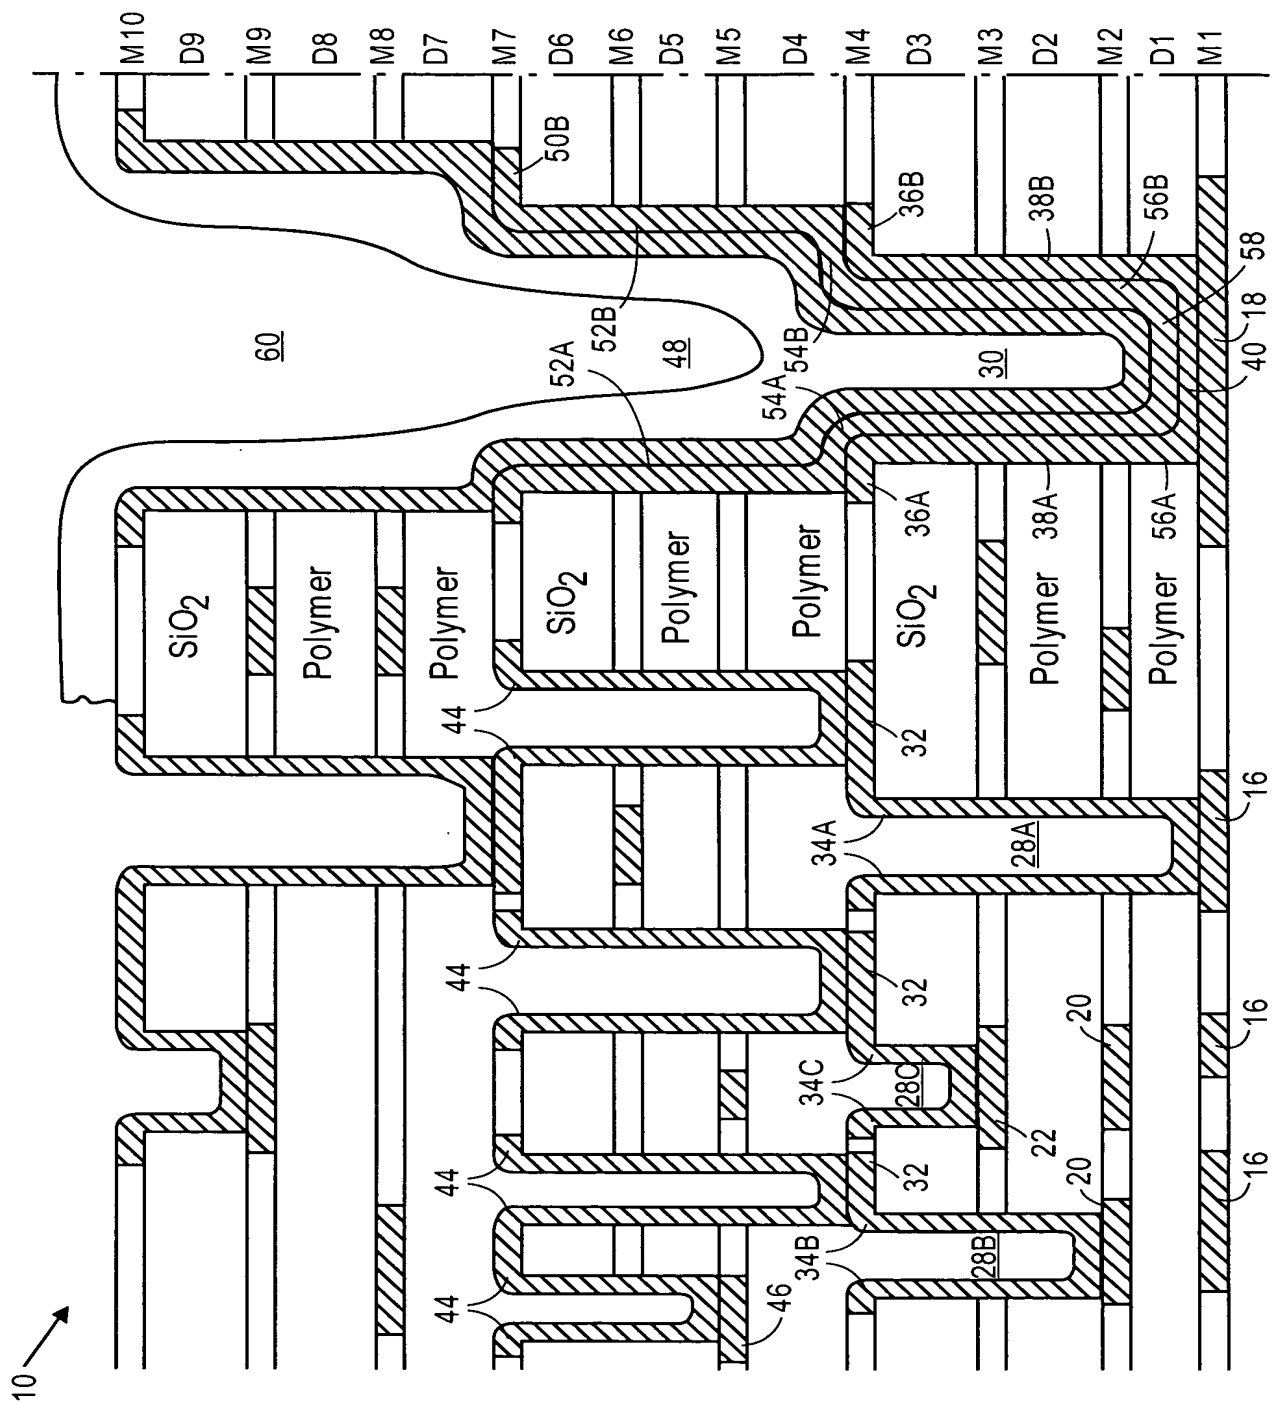 10
M10
D9
M9
D8
M8
D7
M7
D6
M6
D5
M5
D4
M4
D3
M3
D2
M2
D1
M1
60
50B
52B
52A
48
54B
54A
36B
38B
56B
58
18
40
30
36A
38A
56A
SiO2
Polymer
Polymer
SiO2
Polymer
Polymer
SiO2
Polymer
Polymer
44
32
34A
28A
16
44
32
34C
28C
22
20
16
44
32
20
16
34B
28B
44
46